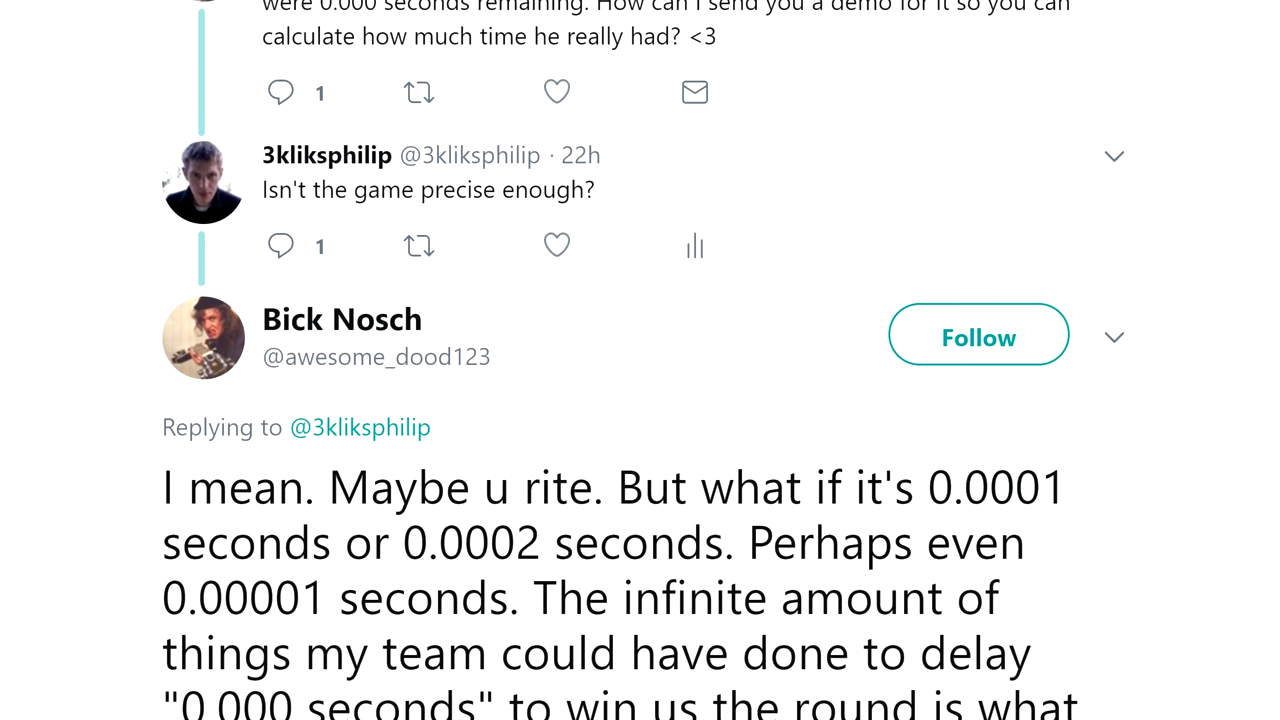 were 0.000 seconds remaining. How can I send you a demo for it so you can
calculate how much time he really had? <3
1
3kliksphilip @3kliksphilip · 22h
Isn't the game precise enough?
1
Bick Nosch
@awesome_dood123
Follow
Replying to @3kliksphilip
I mean. Maybe u rite. But what if it's 0.0001
seconds or 0.0002 seconds. Perhaps even
0.00001 seconds. The infinite amount of
things my team could have done to delay
"0.000 seconds" to win us the round is what